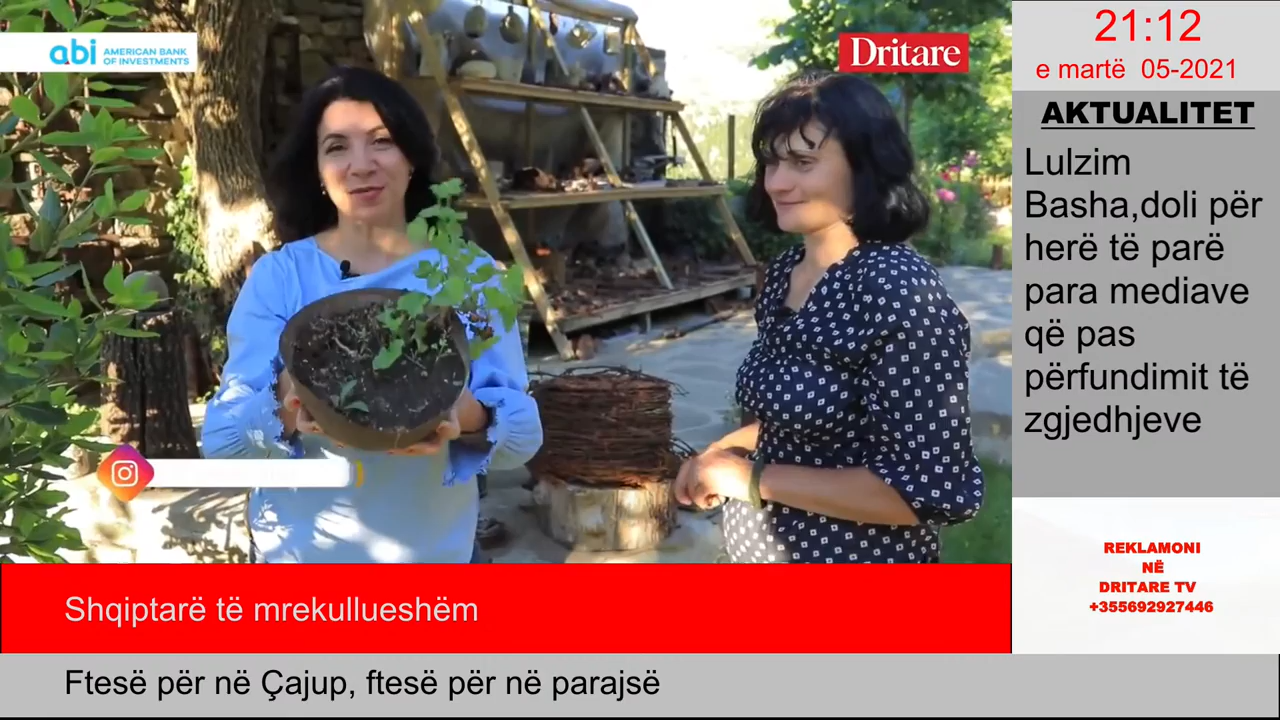 abi AMERICAN BANK
OF INVESTMENTS
Dritare
21:12
e martë 05-2021
AKTUALITET
Lulzim
Basha,doli për
herë të parë
para mediave
që pas
përfundimit të
zgjedhjeve
REKLAMONI
NË
DRITARE TV
+355692927446
Shqiptarë të mrekullueshëm
Ftesë për në Çajup, ftesë për në parajsë